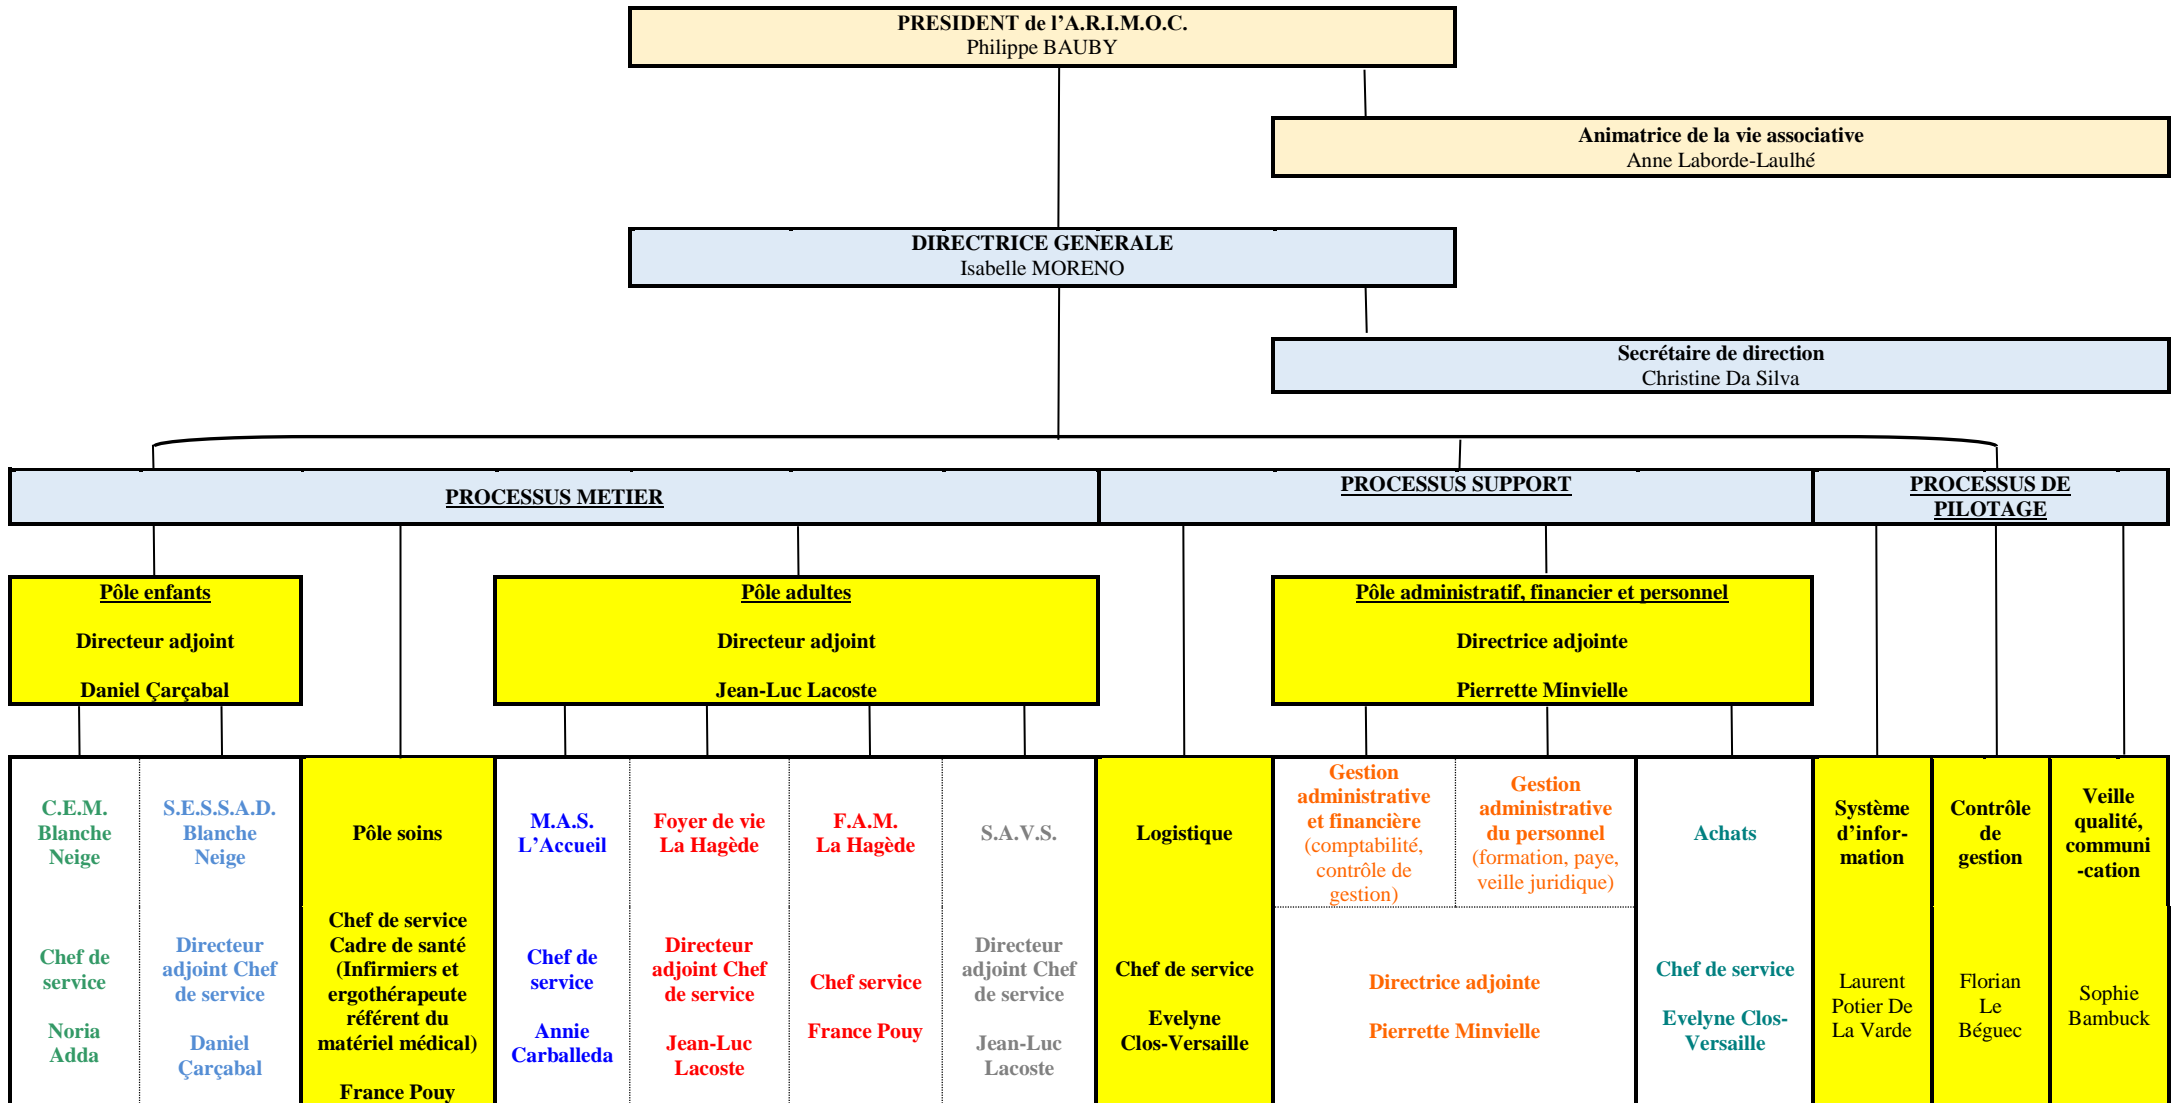 PRESIDENT de l’A.R.I.M.O.C.
Philippe BAUBY
Animatrice de la vie associative
Anne Laborde-Laulhé
DIRECTRICE GENERALE
Isabelle MORENO
Secrétaire de direction
Christine Da Silva
PROCESSUS METIER
PROCESSUS SUPPORT
PROCESSUS DE
PILOTAGE
Pôle enfants
Directeur adjoint
Daniel Çarçabal
Pôle adultes
Directeur adjoint
Jean-Luc Lacoste
Pôle administratif, financier et personnel
Directrice adjointe
Pierrette Minvielle
C.E.M.
Blanche
Neige
S.E.S.S.A.D.
Blanche
Neige
Pôle soins
M.A.S.
L’Accueil
Foyer de vie
La Hagède
F.A.M.
La Hagède
S.A.V.S.
Logistique
Gestion
administrative
et financière
(comptabilité,
contrôle de
gestion)
Gestion
administrative
du personnel
(formation, paye,
veille juridique)
Achats
Système
d’infor-
mation
Contrôle
de
gestion
Veille
qualité,
communi
-cation
Chef de
service
Noria
Adda
Directeur
adjoint Chef
de service
Daniel
Çarçabal
Chef de service
Cadre de santé
(Infirmiers et
ergothérapeute
référent du
matériel médical)
France Pouy
Chef de
service
Annie
Carballeda
Directeur
adjoint Chef
de service
Jean-Luc
Lacoste
Chef service
France Pouy
Directeur
adjoint Chef
de service
Jean-Luc
Lacoste
Chef de service
Evelyne
Clos-Versaille
Directrice adjointe
Pierrette Minvielle
Chef de service
Evelyne Clos-
Versaille
Laurent
Potier De
La Varde
Florian
Le
Béguec
Sophie
Bambuck